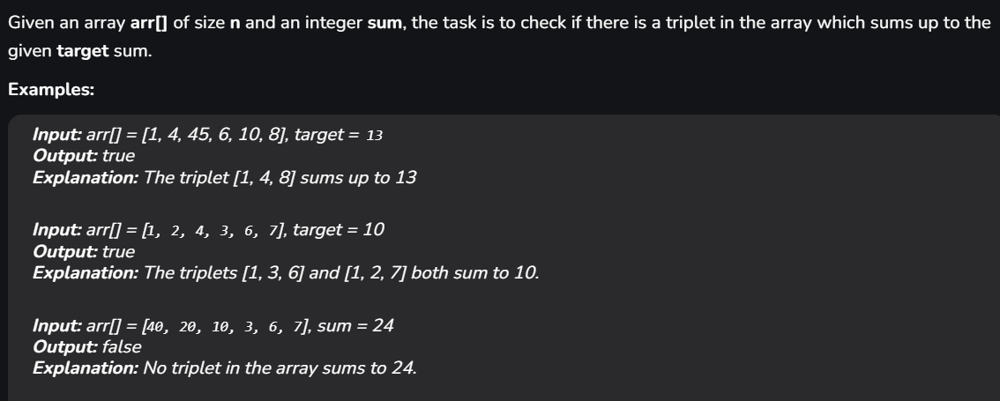 Given an array arr[] of size n and an integer sum, the task is to check if there is a triplet in the array which sums up to the
given target sum.
Examples:
Input: arr[] = [1, 4, 45, 6, 10, 8], target = 13
Output: true
Explanation: The triplet [1, 4, 8] sums up to 13
Input: arr[] = [1, 2, 4, 3, 6, 7], target = 10
Output: true
Explanation: The triplets [1, 3, 6] and [1, 2, 7] both sum to 10.
Input: arr[] = [40, 20, 10, 3, 6, 7], sum = 24
Output: false
Explanation: No triplet in the array sums to 24.